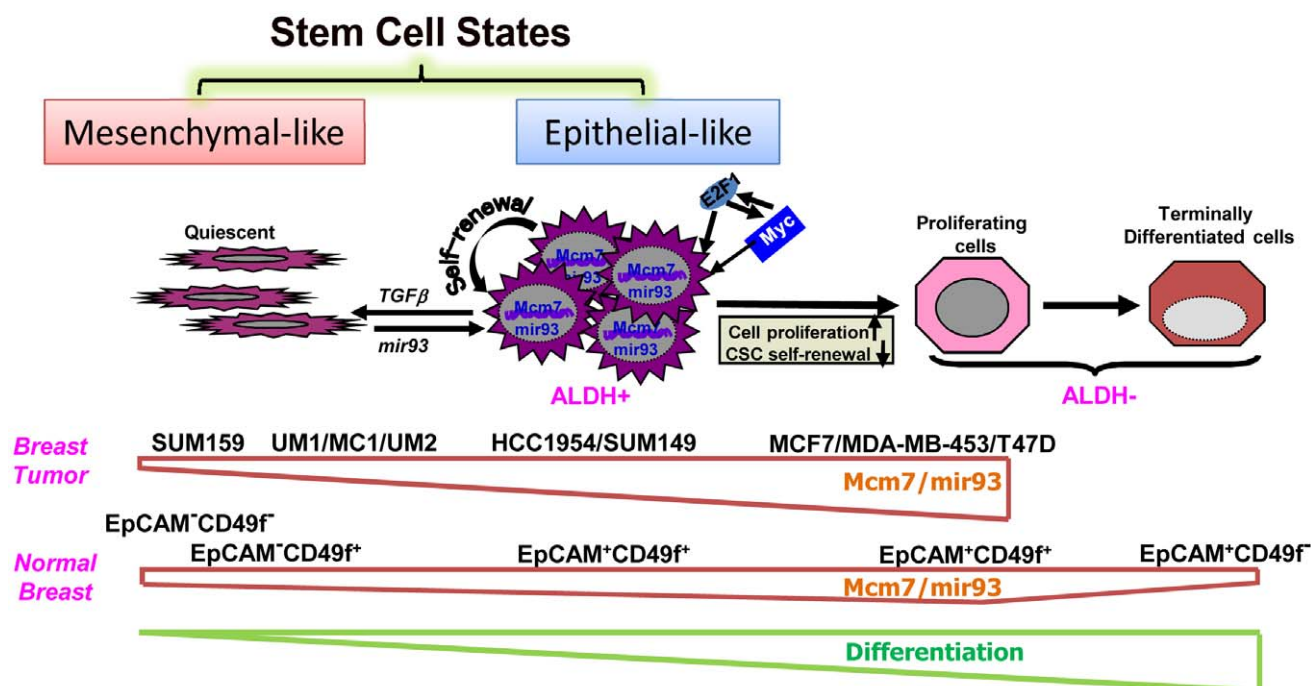 Stem Cell States
Mesenchymal-like
Epithelial-like
Quiescent
TGFβ
mir93
Self-renewal
Mcm7
mir93
Mcm7
mir93
Mcm7
mir93
Mcm7
mir93
E2F1
Myc
Cell proliferation
CSC self-renewal
Proliferating
cells
Terminally
Differentiated cells
ALDH+
ALDH-
Breast
Tumor
SUM159
UM1/MC1/UM2
HCC1954/SUM149
MCF7/MDA-MB-453/T47D
Mcm7/mir93
EpCAM⁻CD49f⁻
Normal
Breast
EpCAM⁻CD49f⁺
EpCAM⁺CD49f⁺
EpCAM⁺CD49f⁺
EpCAM⁺CD49f⁻
Mcm7/mir93
Differentiation